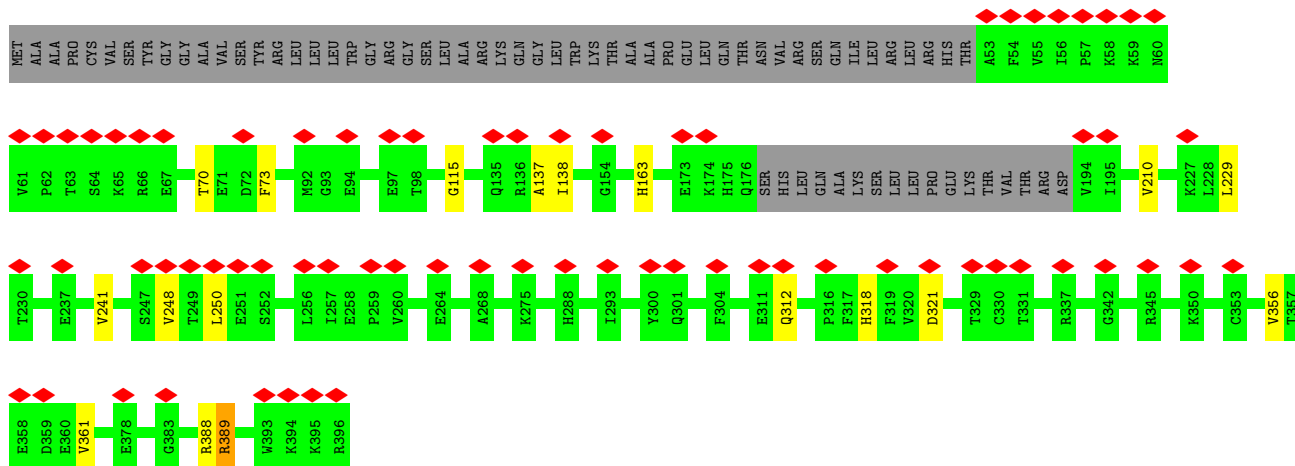 MET ALA ALA PRO CYS VAL SER TYR GLY GLY ALA VAL SER TYR ARG LEU LEU LEU TRP GLY ARG GLY SER LEU ALA ARG LYS GLN GLY LEU TRP LYS THR ALA ALA PRO GLU LEU GLN THR ASN VAL ARG SER GLN ILE LEU ARG LEU ARG HIS THR A53 F54 V55 I56 P57 K58 K59 N60
V61 P62 T63 S64 K65 R66 E67 T70 E71 D72 F73 M92 G93 E94 E97 T98 G115 Q135 R136 A137 I138 G154 H163 E173 K174 H175 Q176 SER HIS LEU GLN ALA LYS SER LEU LEU PRO GLU LYS THR VAL THR ARG ASP V194 I195 V210 K227 L228 L229
T230 E237 V241 S247 V248 T249 L250 E251 S252 L256 I257 E258 P259 V260 E264 A268 K275 H288 I293 Y300 Q301 F304 E311 Q312 P316 F317 H318 F319 V320 D321 T329 C330 T331 R337 G342 R345 K350 C353 V356 T357
E358 D359 E360 V361 E378 G383 R388 R389 W393 K394 K395 R396